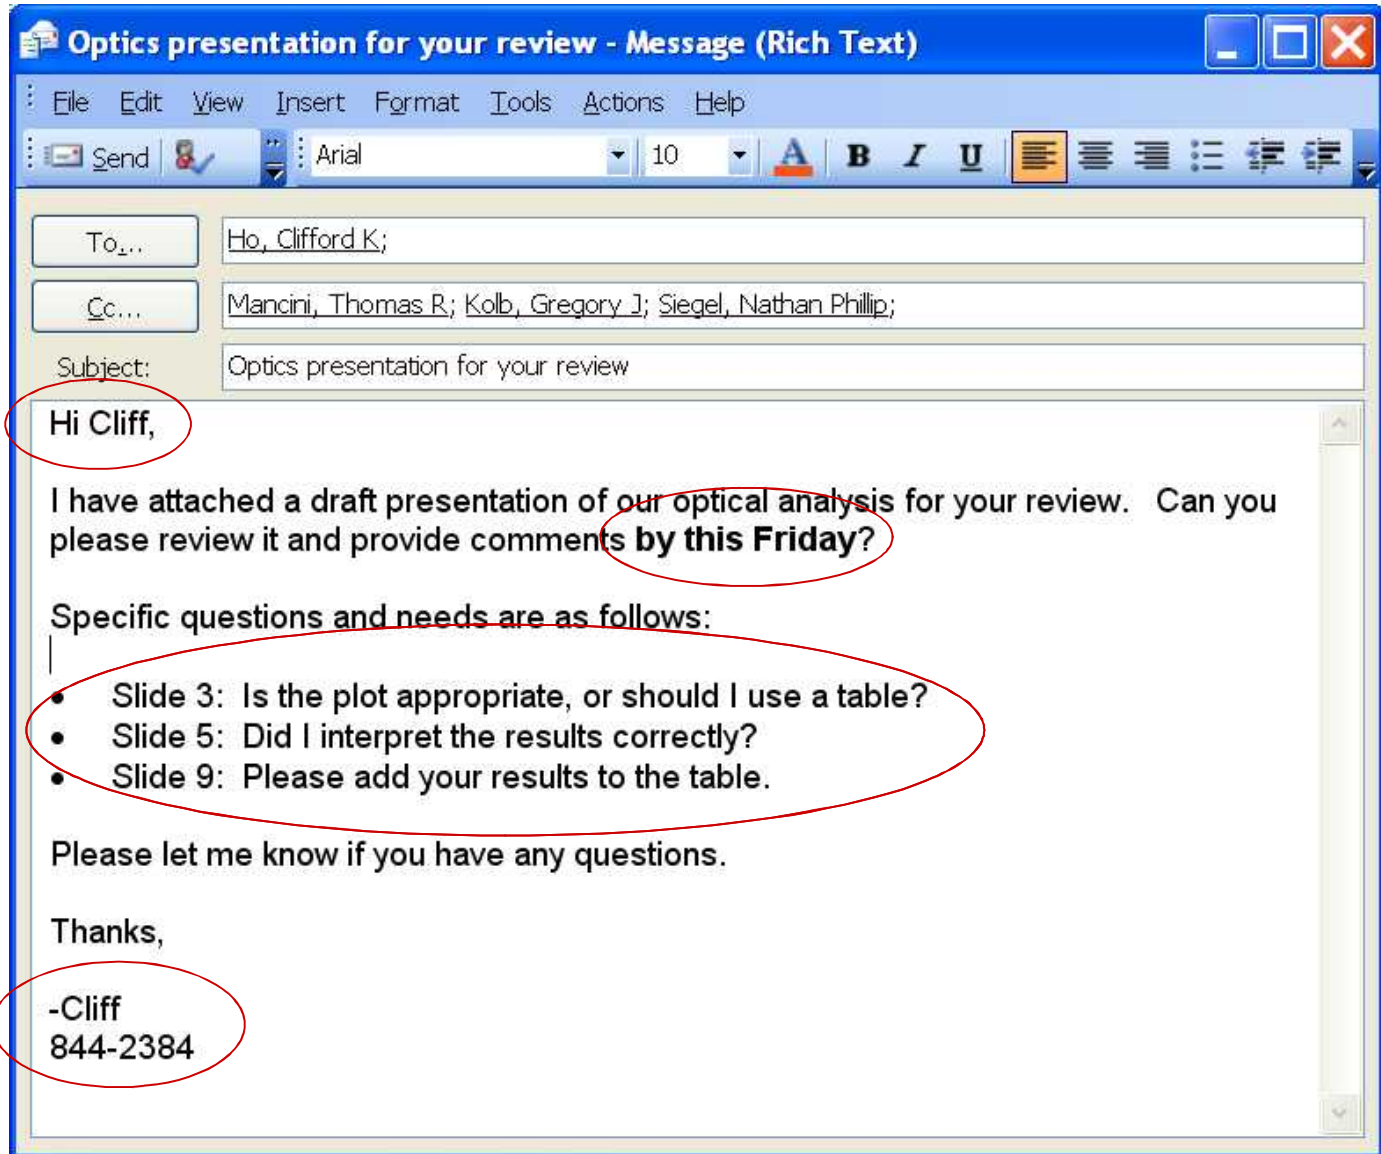 Optics presentation for your review - Message (Rich Text)
File Edit View Insert Format Tools Actions Help
Send Arial 10 A B I U
To... Ho, Clifford K;
Cc... Mancini, Thomas R; Kolb, Gregory J; Siegel, Nathan Phillip;
Subject: Optics presentation for your review
Hi Cliff,
I have attached a draft presentation of our optical analysis for your review. Can you
please review it and provide comments by this Friday?
Specific questions and needs are as follows:
• Slide 3: Is the plot appropriate, or should I use a table?
• Slide 5: Did I interpret the results correctly?
• Slide 9: Please add your results to the table.
Please let me know if you have any questions.
Thanks,
-Cliff
844-2384